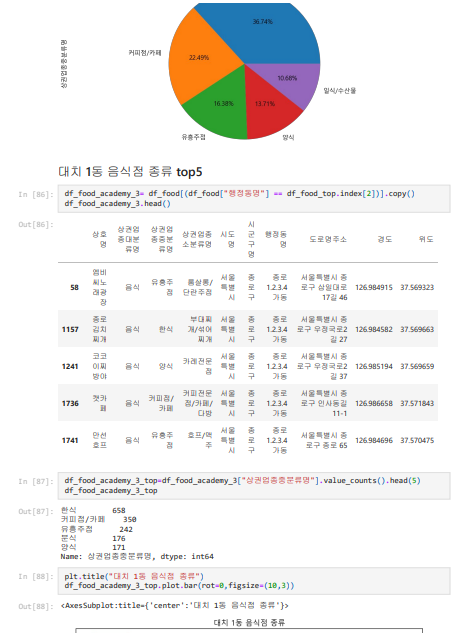 36.74%
커피점/카페
22.49%
10.68%
일식/수산물
16.38%
13.71%
유흥주점
양식
상권업종중분류명
대치 1동 음식점 종류 top5
In [86]:
df_food_academy_3= df_food[(df_food["행정동명"] == df_food_top.index[2])].copy()
df_food_academy_3.head()
Out[86]:
상호명 상권업종대분류명 상권업종중분류명 상권업종소분류명 시도명 시군구명 행정동명 도로명주소 경도 위도
58 엠비씨노래광장 음식 유흥주점 룸살롱/단란주점 서울특별시 종로구 종로1.2.3.4가동 서울특별시 종로구 삼일대로17길 46 126.984915 37.569323
1157 종로김치찌개 음식 한식 부대찌개/섞어찌개 서울특별시 종로구 종로1.2.3.4가동 서울특별시 종로구 우정국로2길 27 126.984582 37.569663
1241 코코이찌방야 음식 양식 카레전문점 서울특별시 종로구 종로1.2.3.4가동 서울특별시 종로구 우정국로2길 37 126.985194 37.569659
1736 찻카페 음식 커피점/카페 커피전문점/카페/다방 서울특별시 종로구 종로1.2.3.4가동 서울특별시 종로구 인사동길 11-1 126.986658 37.571843
1741 만선호프 음식 유흥주점 호프/맥주 서울특별시 종로구 종로1.2.3.4가동 서울특별시 종로구 종로 65 126.984696 37.570475
In [87]:
df_food_academy_3_top=df_food_academy_3["상권업종중분류명"].value_counts().head(5)
df_food_academy_3_top
Out[87]:
한식 658
커피점/카페 350
유흥주점 242
분식 176
양식 171
Name: 상권업종중분류명, dtype: int64
In [88]:
plt.title("대치 1동 음식점 종류")
df_food_academy_3_top.plot.bar(rot=0,figsize=(10,3))
Out[88]:
<AxesSubplot:title={'center':'대치 1동 음식점 종류'}>
대치 1동 음식점 종류